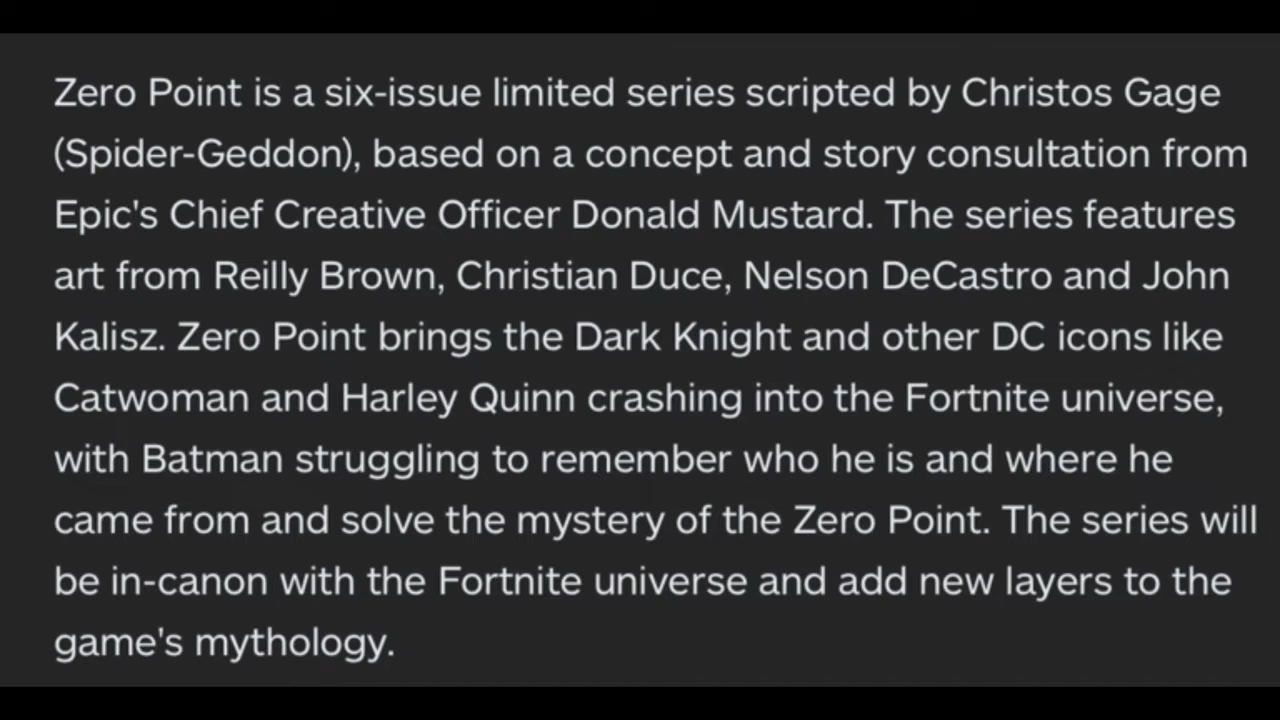 Zero Point is a six-issue limited series scripted by Christos Gage
(Spider-Geddon), based on a concept and story consultation from
Epic's Chief Creative Officer Donald Mustard. The series features
art from Reilly Brown, Christian Duce, Nelson DeCastro and John
Kalisz. Zero Point brings the Dark Knight and other DC icons like
Catwoman and Harley Quinn crashing into the Fortnite universe,
with Batman struggling to remember who he is and where he
came from and solve the mystery of the Zero Point. The series will
be in-canon with the Fortnite universe and add new layers to the
game's mythology.